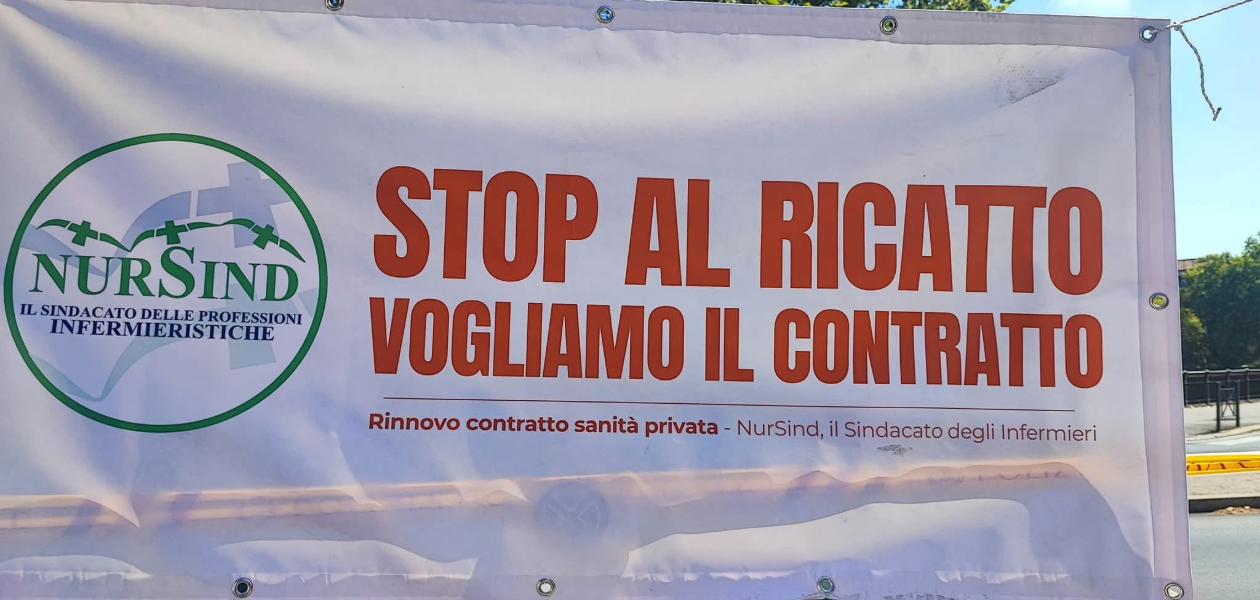 NURSIND
IL SINDACATO DELLE PROFESSIONI
INFERMIERISTICHE
STOP AL RICATTO
VOGLIAMO IL CONTRATTO
Rinnovo contratto sanità privata - NurSind, il Sindacato degli Infermieri